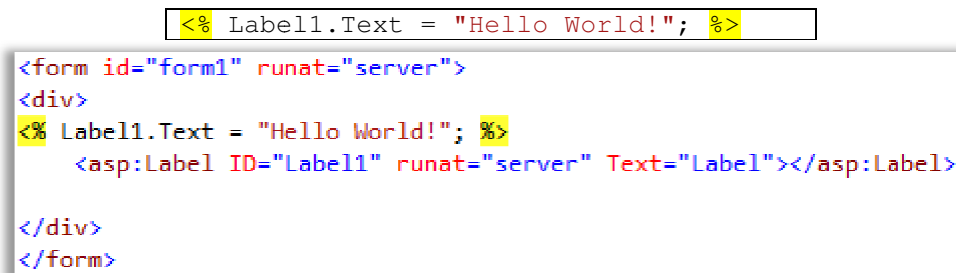 <% Label1.Text = "Hello World!"; %>
<form id="form1" runat="server">
<div>
<% Label1.Text = "Hello World!"; %>
<asp:Label ID="Label1" runat="server" Text="Label"></asp:Label>
</div>
</form>